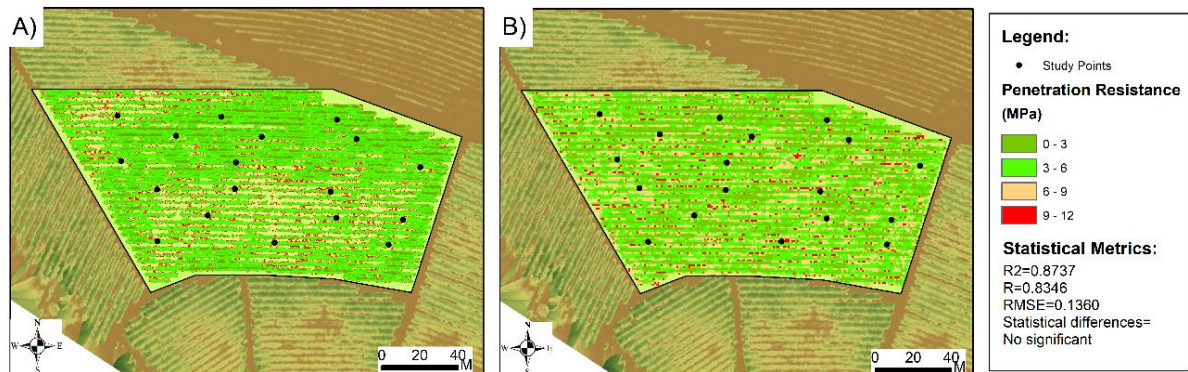 A)
N
W E
S
0 20 40
M
B)
N
W E
S
0 20 40
M
Legend:
Study Points
Penetration Resistance
(MPa)
0 - 3
3 - 6
6 - 9
9 - 12
Statistical Metrics:
R2=0.8737
R=0.8346
RMSE=0.1360
Statistical differences=
No significant